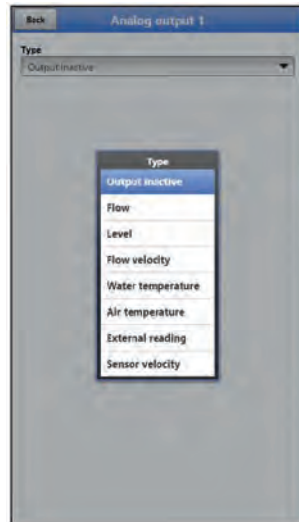 Back
Analog output 1
Type
Output inactive
Type
Output inactive
Flow
Level
Flow velocity
Water temperature
Air temperature
External reading
Sensor velocity